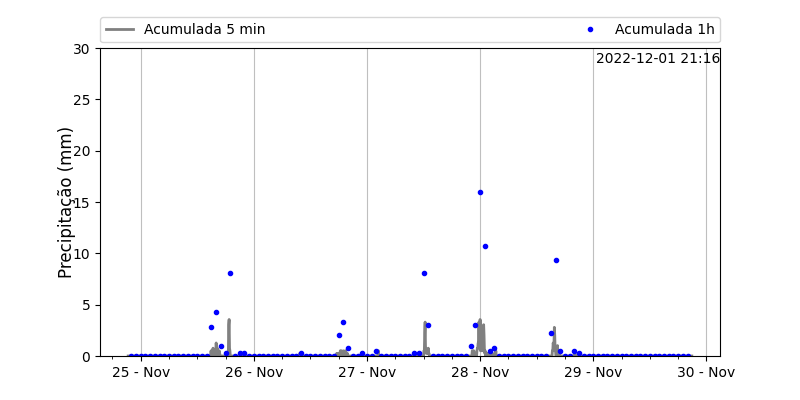 Acumulada 5 min
Acumulada 1h
2022-12-01 21:16
Precipitação (mm)
30
25
20
15
10
5
0
25 - Nov
26 - Nov
27 - Nov
28 - Nov
29 - Nov
30 - Nov